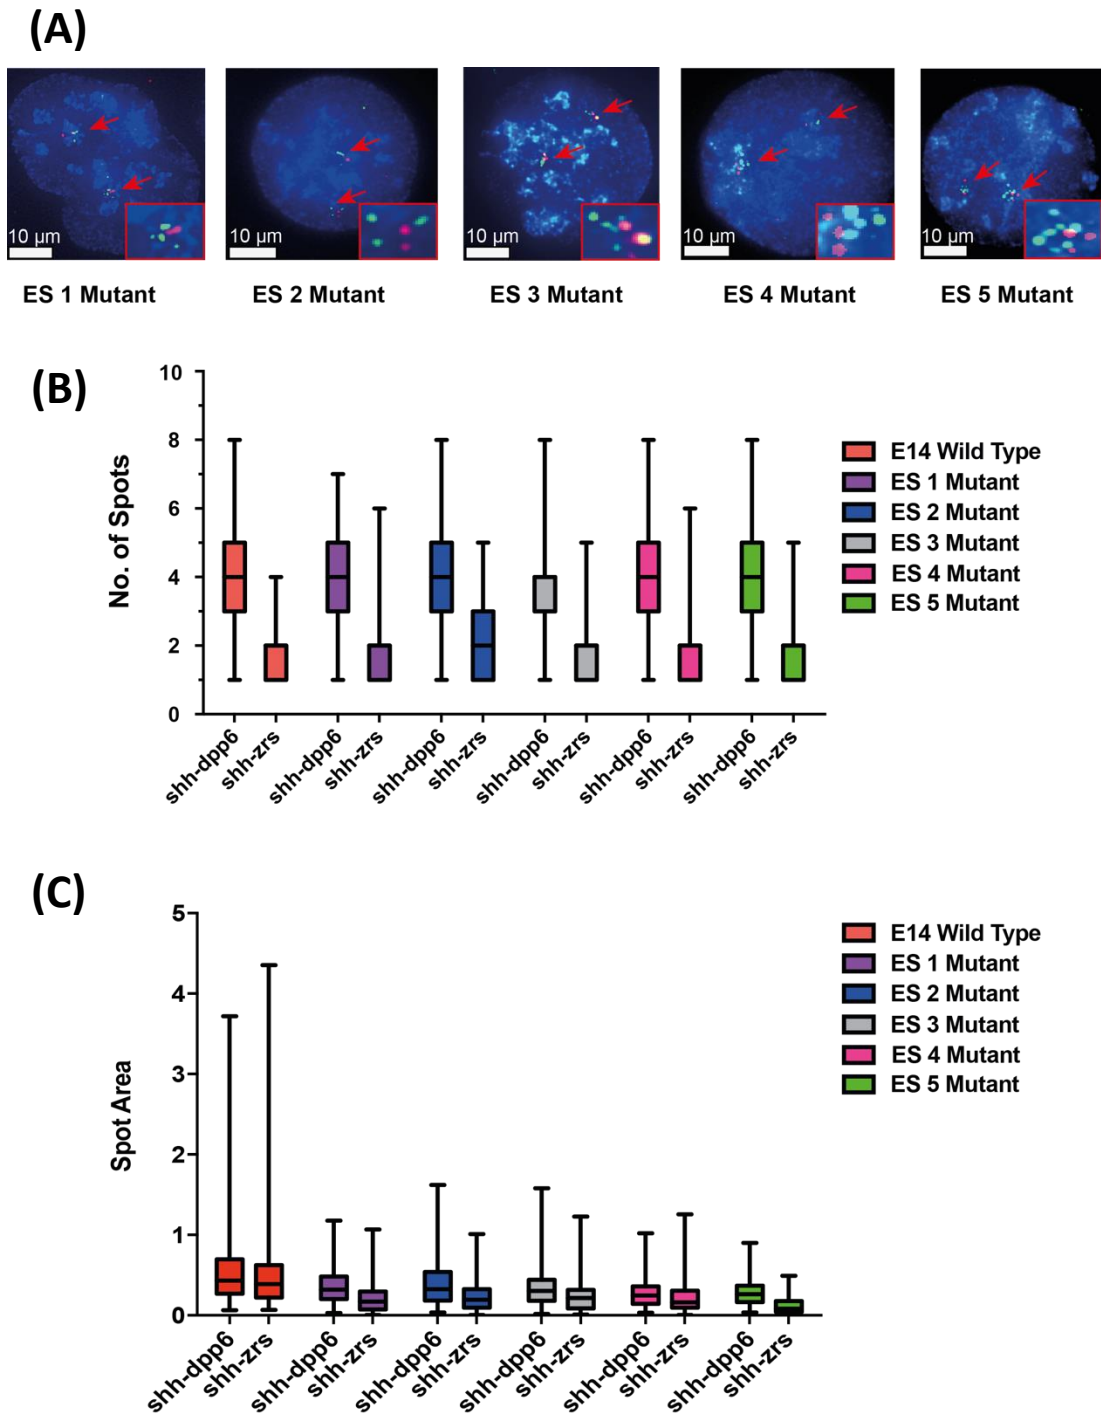 (A)
10 µm
10 µm
10 µm
10 µm
10 µm
ES 1 Mutant
ES 2 Mutant
ES 3 Mutant
ES 4 Mutant
ES 5 Mutant
(B)
No. of Spots
10
8
6
4
2
0
shh-dpp6
shh-zrs
shh-dpp6
shh-zrs
shh-dpp6
shh-zrs
shh-dpp6
shh-zrs
shh-dpp6
shh-zrs
shh-dpp6
shh-zrs
E14 Wild Type
ES 1 Mutant
ES 2 Mutant
ES 3 Mutant
ES 4 Mutant
ES 5 Mutant
(C)
Spot Area
5
4
3
2
1
0
shh-dpp6
shh-zrs
shh-dpp6
shh-zrs
shh-dpp6
shh-zrs
shh-dpp6
shh-zrs
shh-dpp6
shh-zrs
shh-dpp6
shh-zrs
E14 Wild Type
ES 1 Mutant
ES 2 Mutant
ES 3 Mutant
ES 4 Mutant
ES 5 Mutant